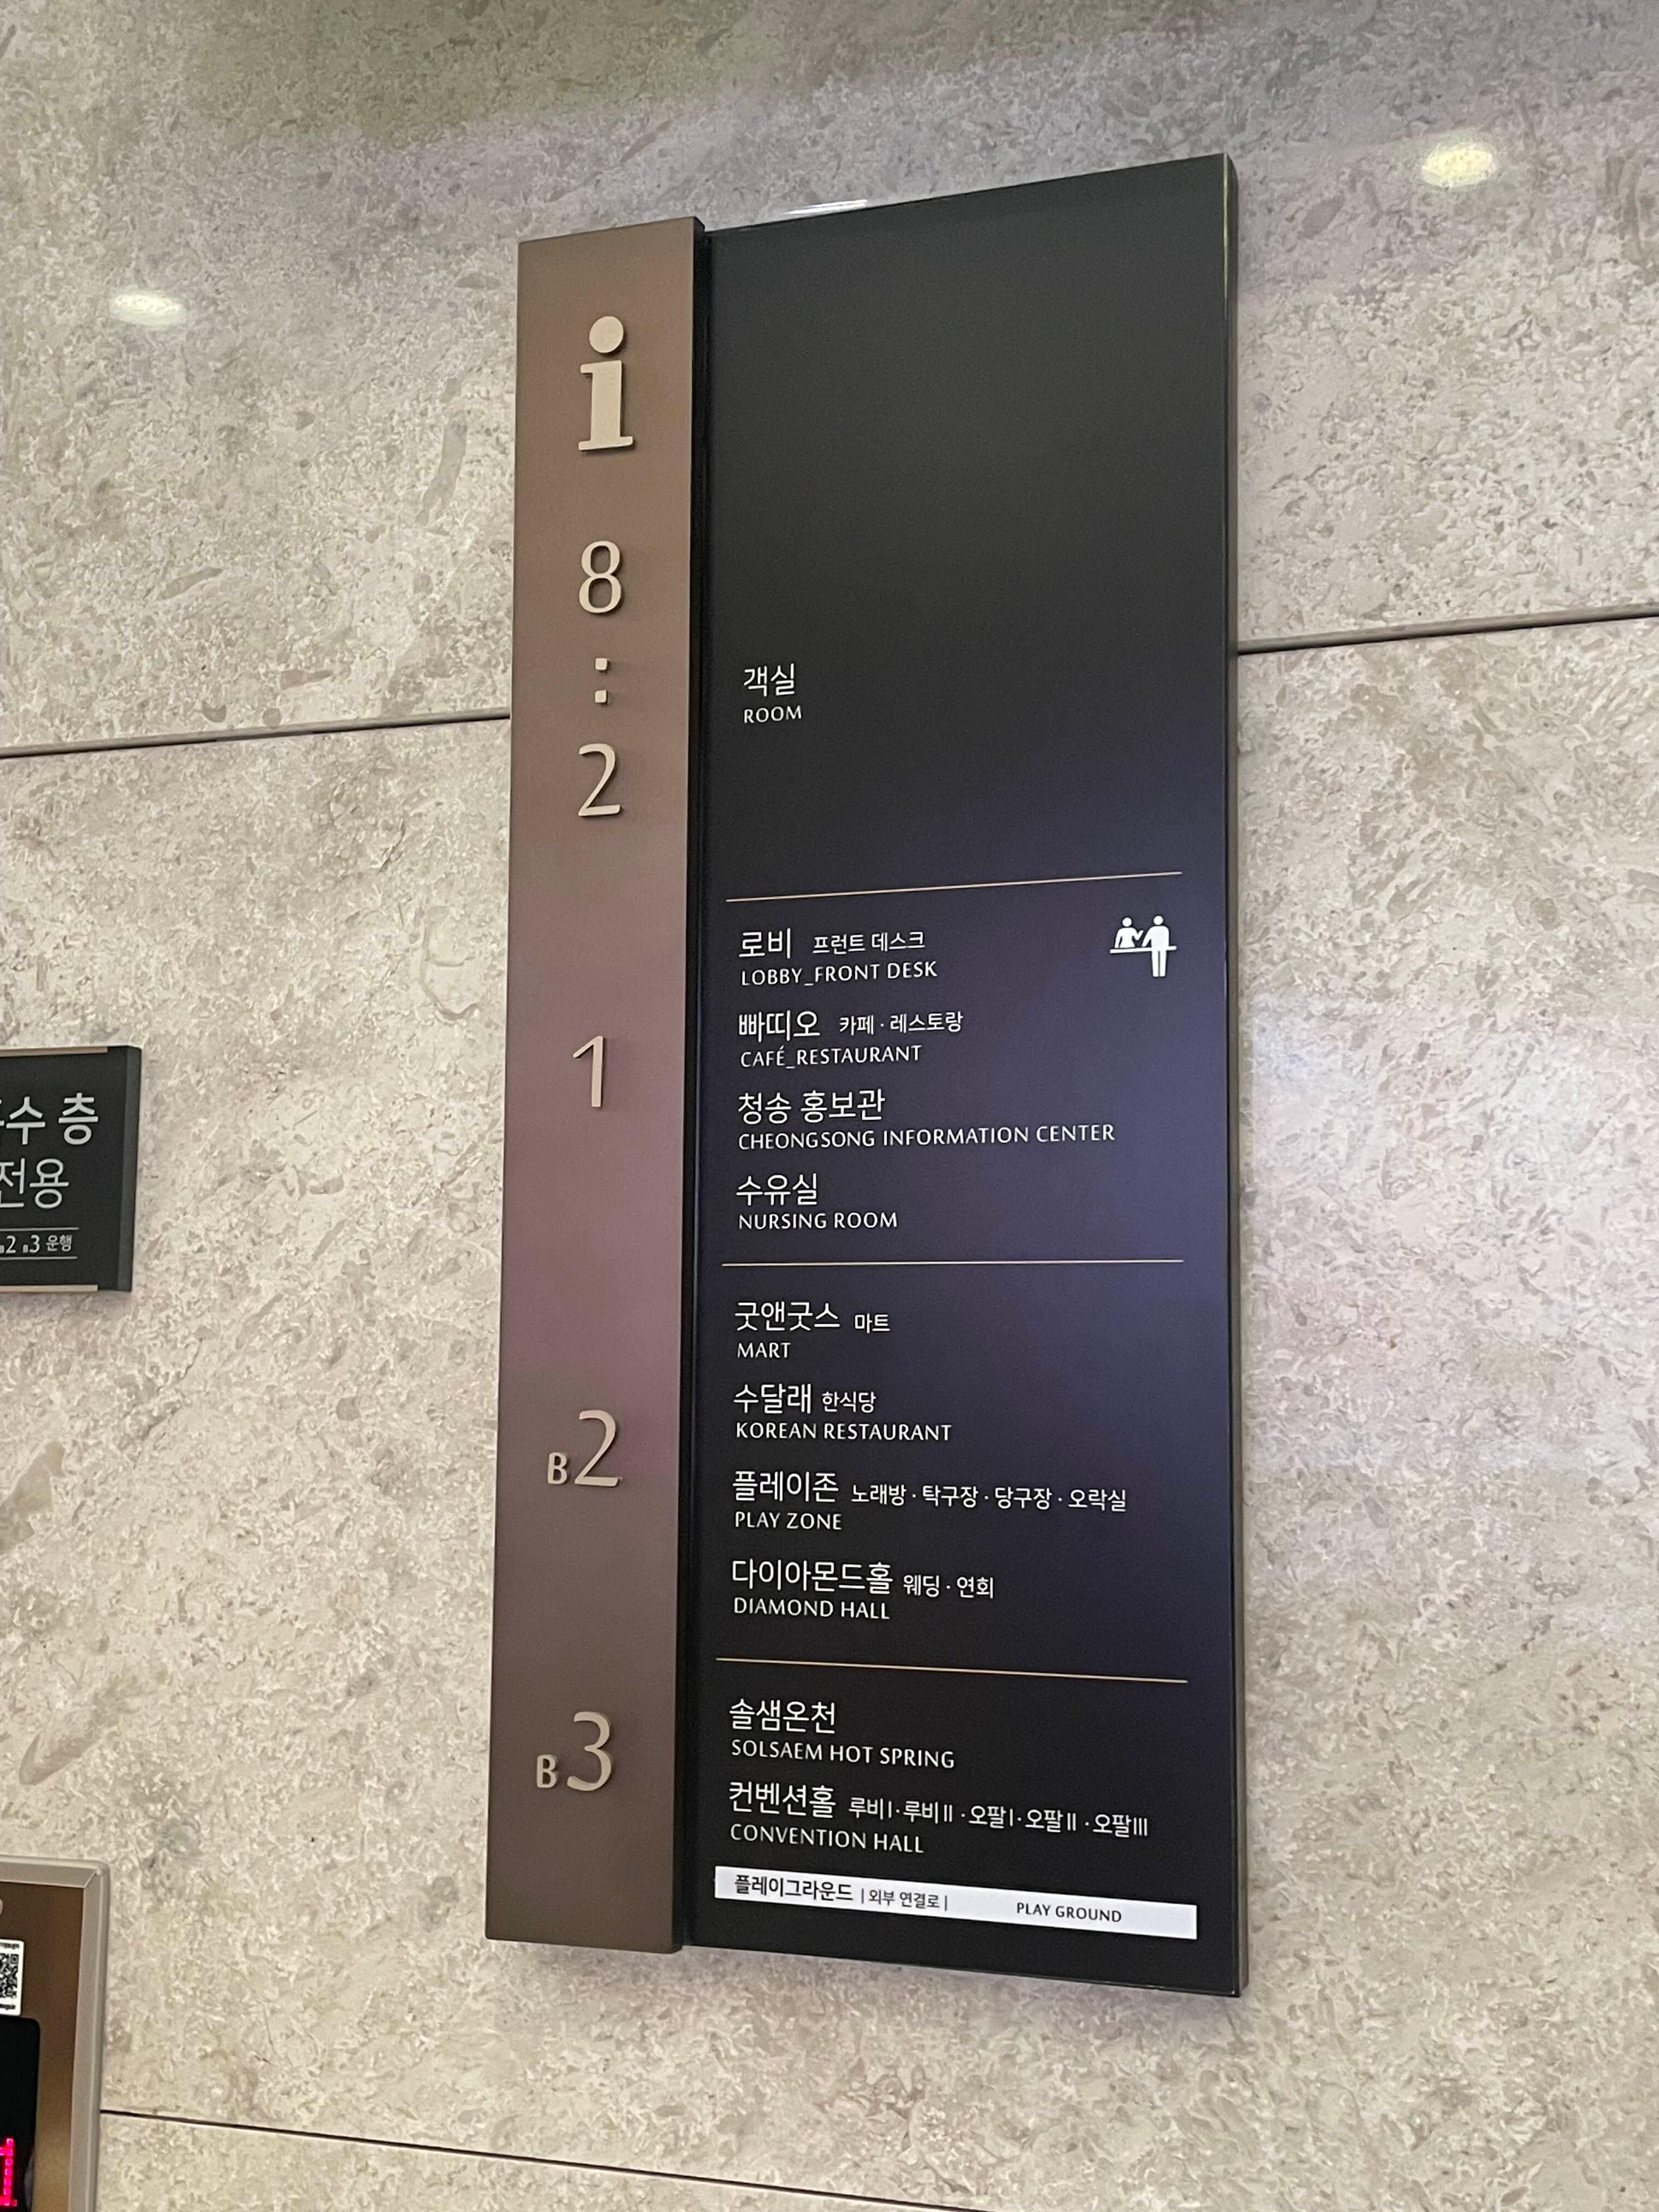 수 층
전용
B2 B3 운행
i
8
:
2
객실
ROOM
1
로비 프런트 데스크
LOBBY_FRONT DESK
빠띠오 카페·레스토랑
CAFÉ_RESTAURANT
청송 홍보관
CHEONGSONG INFORMATION CENTER
수유실
NURSING ROOM
B2
굿앤굿스 마트
MART
수달래 한식당
KOREAN RESTAURANT
플레이존 노래방·탁구장·당구장·오락실
PLAY ZONE
다이아몬드홀 웨딩·연회
DIAMOND HALL
B3
솔샘온천
SOLSAEM HOT SPRING
컨벤션홀 루비Ⅰ·루비Ⅱ·오팔Ⅰ·오팔Ⅱ·오팔Ⅲ
CONVENTION HALL
플레이그라운드 |외부 연결로| PLAY GROUND